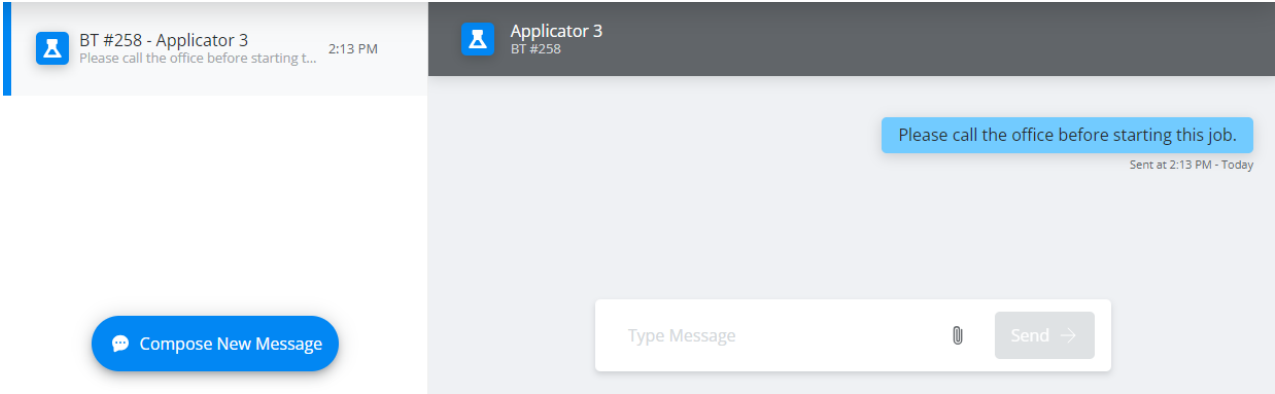 BT #258 - Applicator 3
Please call the office before starting t...
2:13 PM
Compose New Message
Applicator 3
BT #258
Please call the office before starting this job.
Sent at 2:13 PM - Today
Type Message
Send